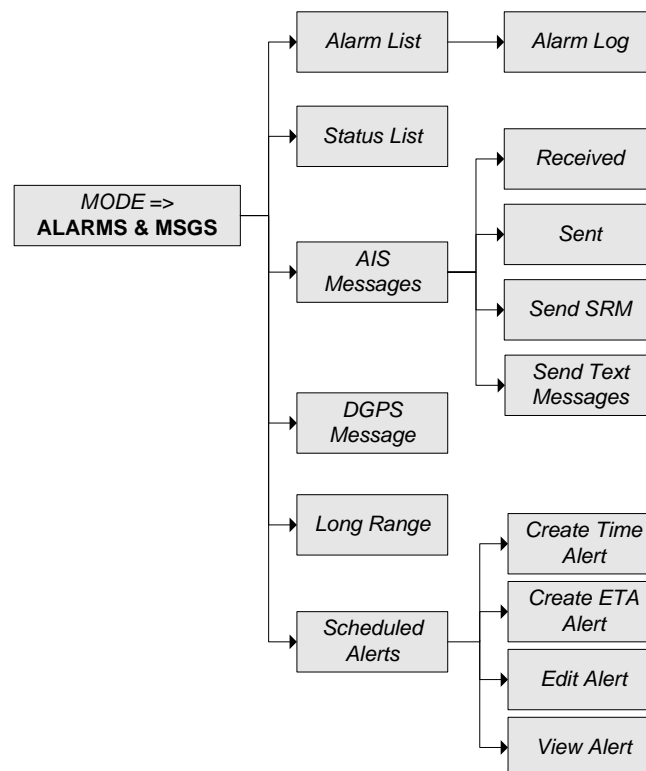 Alarm List
Alarm Log
Status List
MODE =>
ALARMS & MSGS
AIS
Messages
Received
Sent
Send SRM
Send Text
Messages
DGPS
Message
Long Range
Scheduled
Alerts
Create Time
Alert
Create ETA
Alert
Edit Alert
View Alert